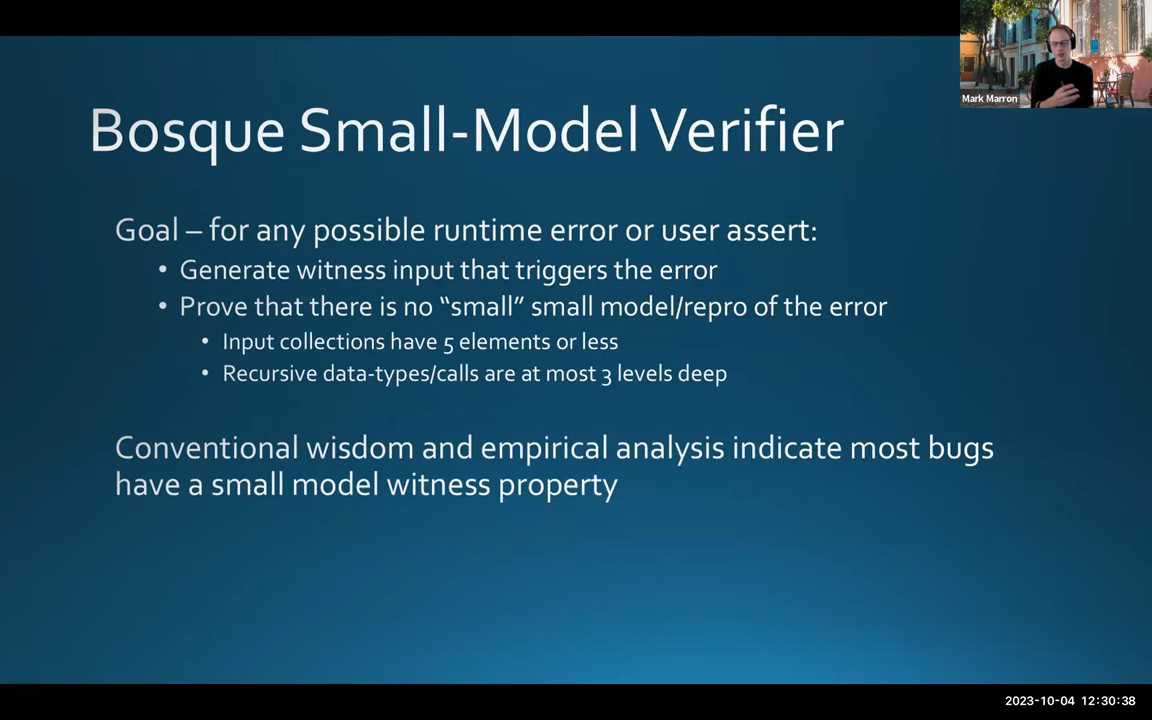 Mark Marron
Bosque Small-Model Verifier
Goal – for any possible runtime error or user assert:
• Generate witness input that triggers the error
• Prove that there is no “small” small model/repro of the error
• Input collections have 5 elements or less
• Recursive data-types/calls are at most 3 levels deep
Conventional wisdom and empirical analysis indicate most bugs
have a small model witness property
2023-10-04 12:30:38